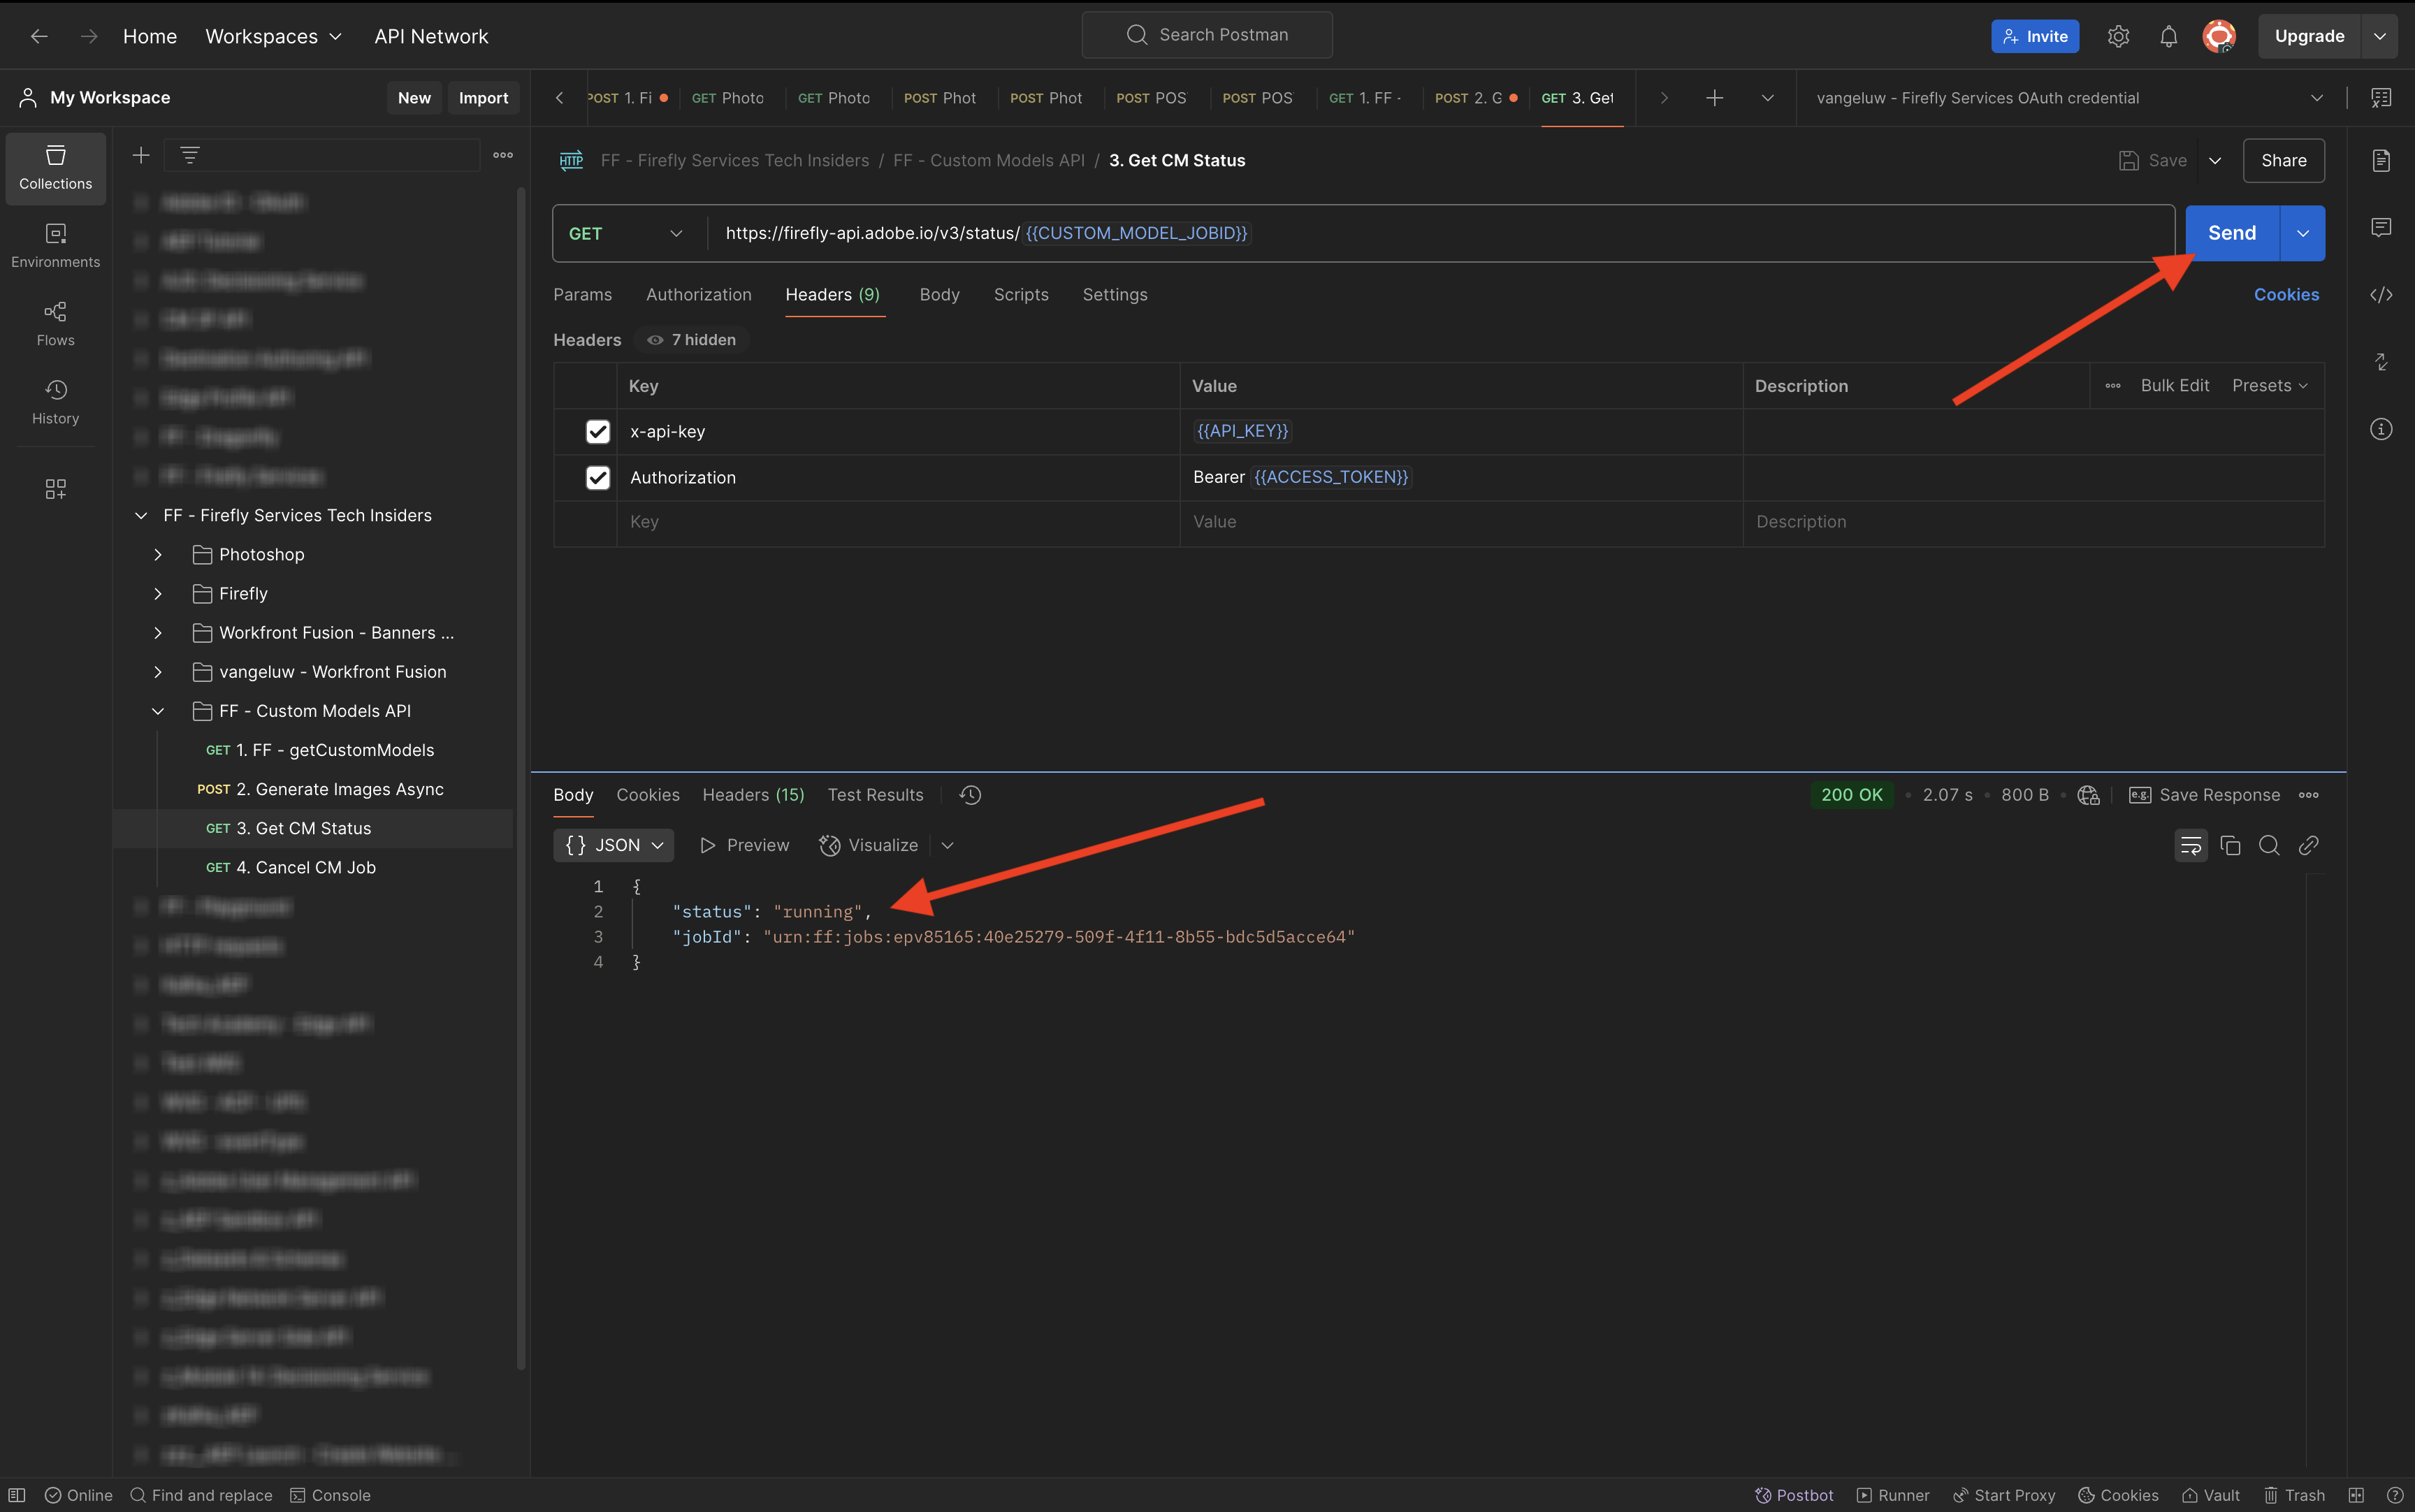 Home Workspaces API Network Search Postman Invite Upgrade
My Workspace New Import
POST 1. Fi GET Photo GET Photo POST Phot POST Phot POST POS POST POS GET 1. FF - POST 2. G GET 3. Get vangeluw - Firefly Services OAuth credential
Collections
Environments
Flows
History
FF - Firefly Services Tech Insiders
Photoshop
Firefly
Workfront Fusion - Banners ...
vangeluw - Workfront Fusion
FF - Custom Models API
GET 1. FF - getCustomModels
POST 2. Generate Images Async
GET 3. Get CM Status
GET 4. Cancel CM Job
HTTP FF - Firefly Services Tech Insiders / FF - Custom Models API / 3. Get CM Status Save Share
GET https://firefly-api.adobe.io/v3/status/ {{CUSTOM_MODEL_JOBID}} Send
Params Authorization Headers (9) Body Scripts Settings Cookies
Headers 7 hidden
Key Value Description Bulk Edit Presets
x-api-key {{API_KEY}}
Authorization Bearer {{ACCESS_TOKEN}}
Key Value Description
Body Cookies Headers (15) Test Results 200 OK • 2.07 s • 800 B • e.g. Save Response
{} JSON Preview Visualize
1 {
2 "status": "running",
3 "jobId": "urn:ff:jobs:epv85165:40e25279-509f-4f11-8b55-bdc5d5acce64"
4 }
Online Find and replace Console Postbot Runner Start Proxy Cookies Vault Trash